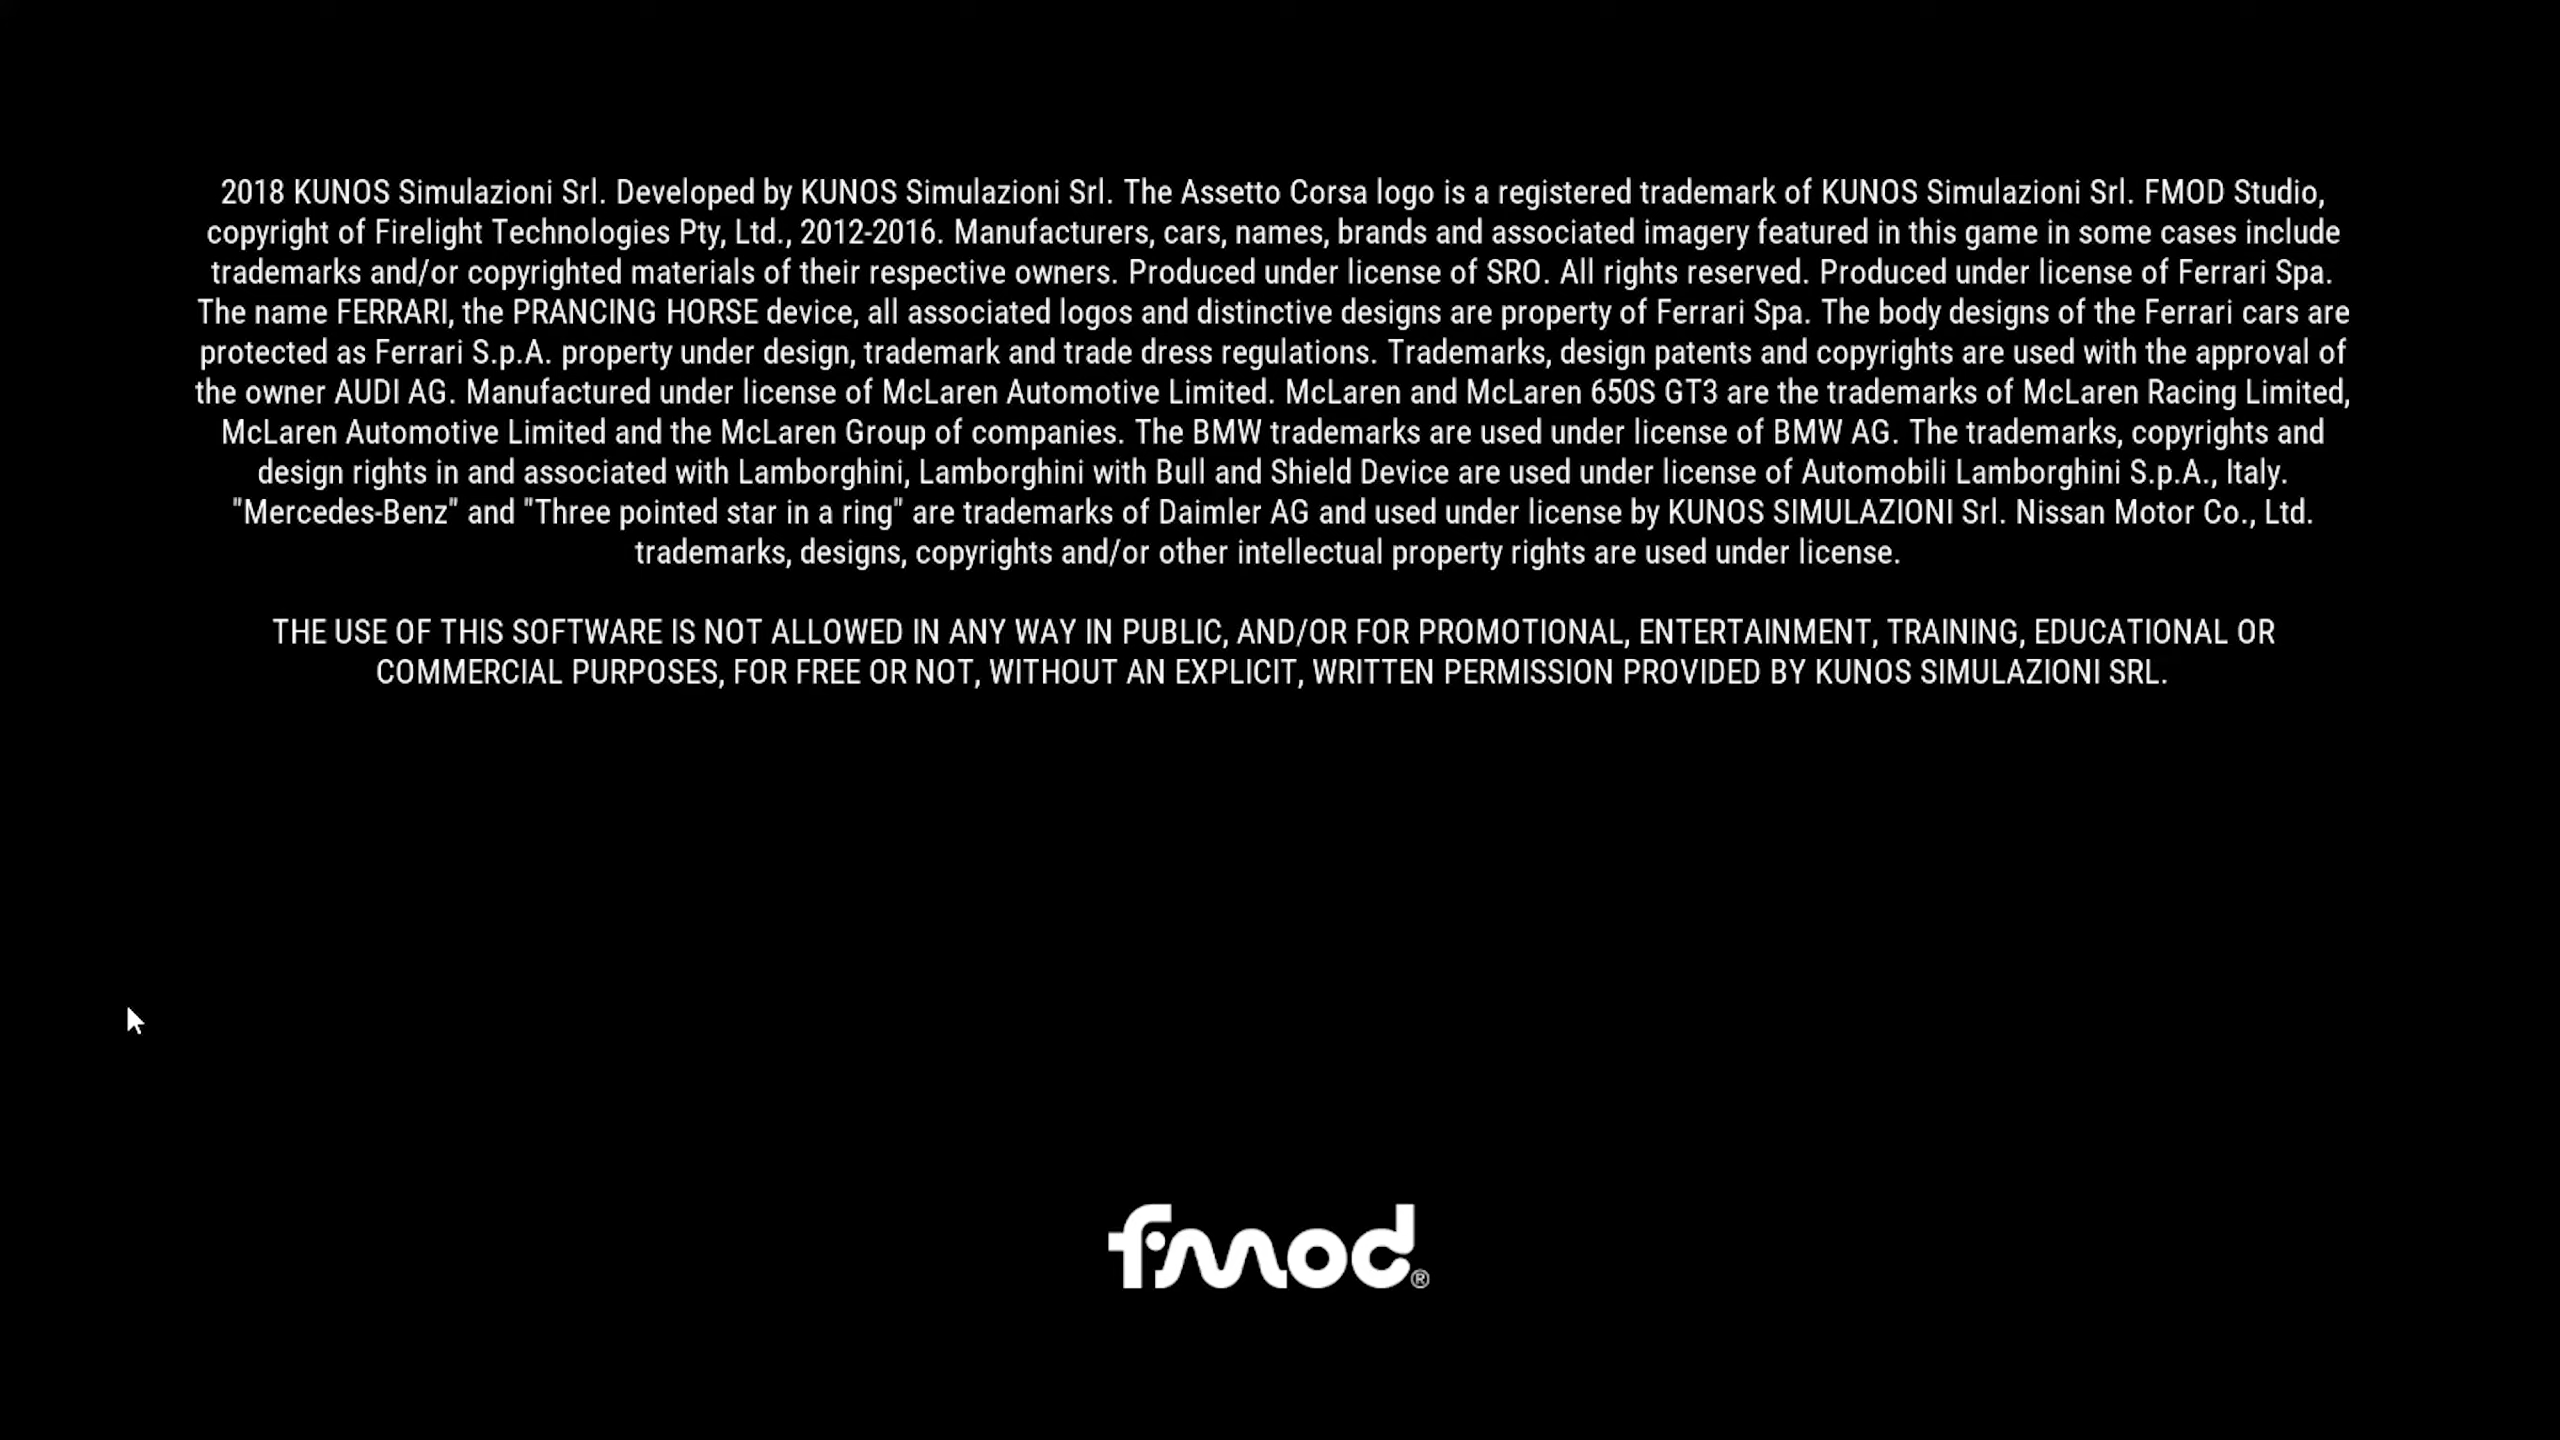 2018 KUNOS Simulazioni Srl. Developed by KUNOS Simulazioni Srl. The Assetto Corsa logo is a registered trademark of KUNOS Simulazioni Srl. FMOD Studio,
copyright of Firelight Technologies Pty, Ltd., 2012-2016. Manufacturers, cars, names, brands and associated imagery featured in this game in some cases include
trademarks and/or copyrighted materials of their respective owners. Produced under license of SRO. All rights reserved. Produced under license of Ferrari Spa.
The name FERRARI, the PRANCING HORSE device, all associated logos and distinctive designs are property of Ferrari Spa. The body designs of the Ferrari cars are
protected as Ferrari S.p.A. property under design, trademark and trade dress regulations. Trademarks, design patents and copyrights are used with the approval of
the owner AUDI AG. Manufactured under license of McLaren Automotive Limited. McLaren and McLaren 650S GT3 are the trademarks of McLaren Racing Limited,
McLaren Automotive Limited and the McLaren Group of companies. The BMW trademarks are used under license of BMW AG. The trademarks, copyrights and
design rights in and associated with Lamborghini, Lamborghini with Bull and Shield Device are used under license of Automobili Lamborghini S.p.A., Italy.
"Mercedes-Benz" and "Three pointed star in a ring" are trademarks of Daimler AG and used under license by KUNOS SIMULAZIONI Srl. Nissan Motor Co., Ltd.
trademarks, designs, copyrights and/or other intellectual property rights are used under license.
THE USE OF THIS SOFTWARE IS NOT ALLOWED IN ANY WAY IN PUBLIC, AND/OR FOR PROMOTIONAL, ENTERTAINMENT, TRAINING, EDUCATIONAL OR
COMMERCIAL PURPOSES, FOR FREE OR NOT, WITHOUT AN EXPLICIT, WRITTEN PERMISSION PROVIDED BY KUNOS SIMULAZIONI SRL.
fmod®